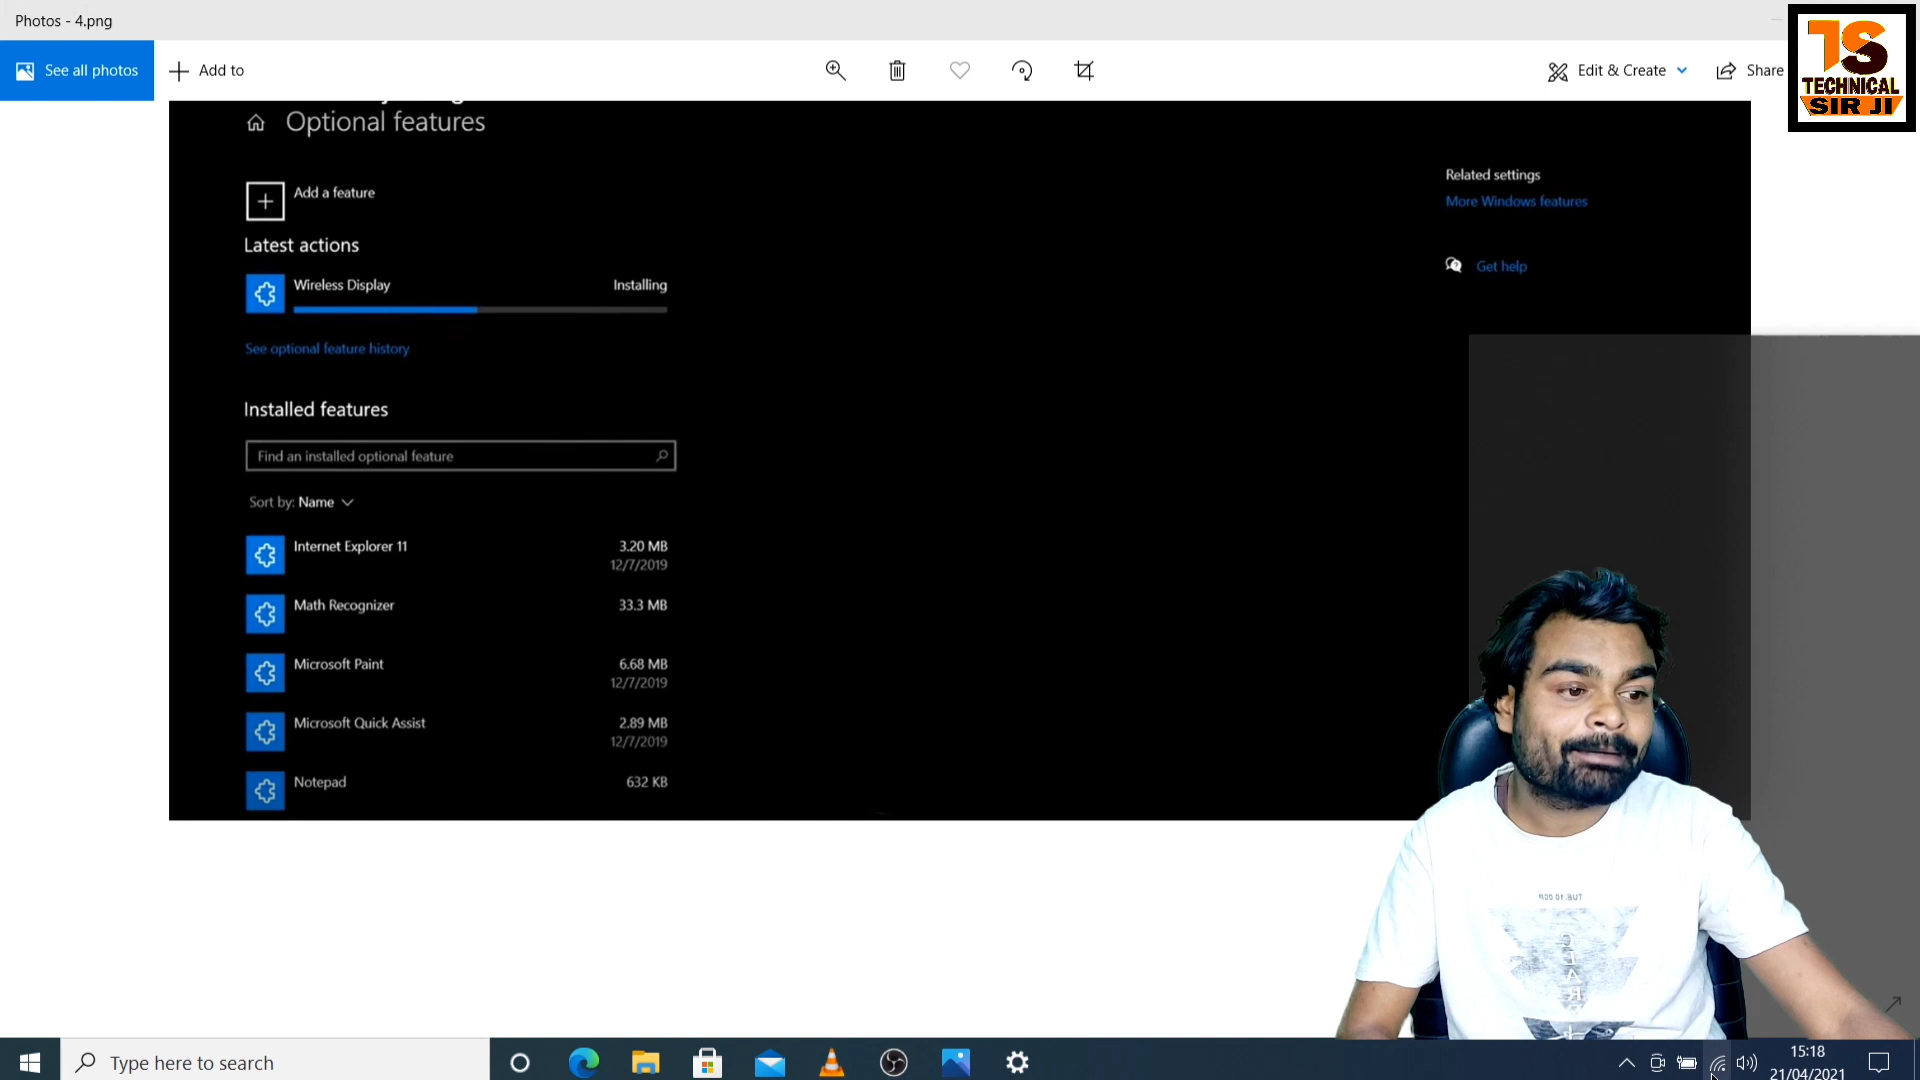 Photos - 4.png
See all photos
Add to
Edit & Create
Share
TS
TECHNICAL
SIR JI
Optional features
Add a feature
Latest actions
Wireless Display
Installing
See optional feature history
Related settings
More Windows features
Get help
Installed features
Find an installed optional feature
Sort by: Name
Internet Explorer 11
3.20 MB
12/7/2019
Math Recognizer
33.3 MB
Microsoft Paint
6.68 MB
12/7/2019
Microsoft Quick Assist
2.89 MB
12/7/2019
Notepad
632 KB
Type here to search
15:18
21/04/2021